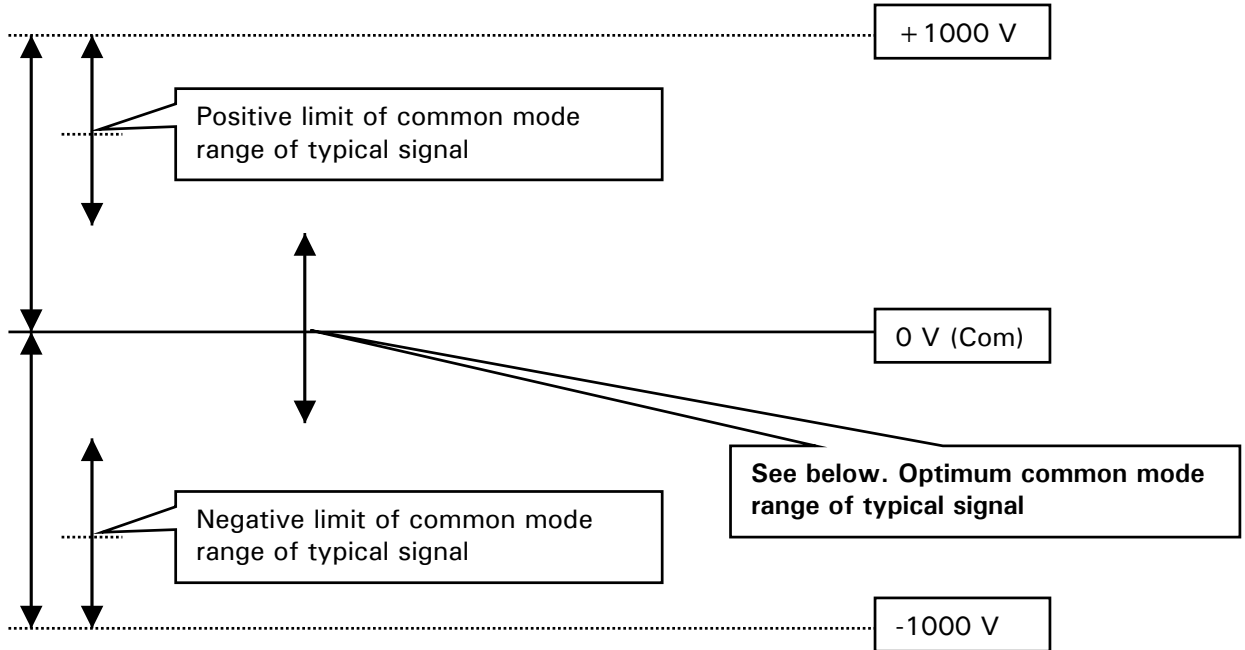 +1000 V
Positive limit of common mode
range of typical signal
0 V (Com)
See below. Optimum common mode
range of typical signal
Negative limit of common mode
range of typical signal
-1000 V